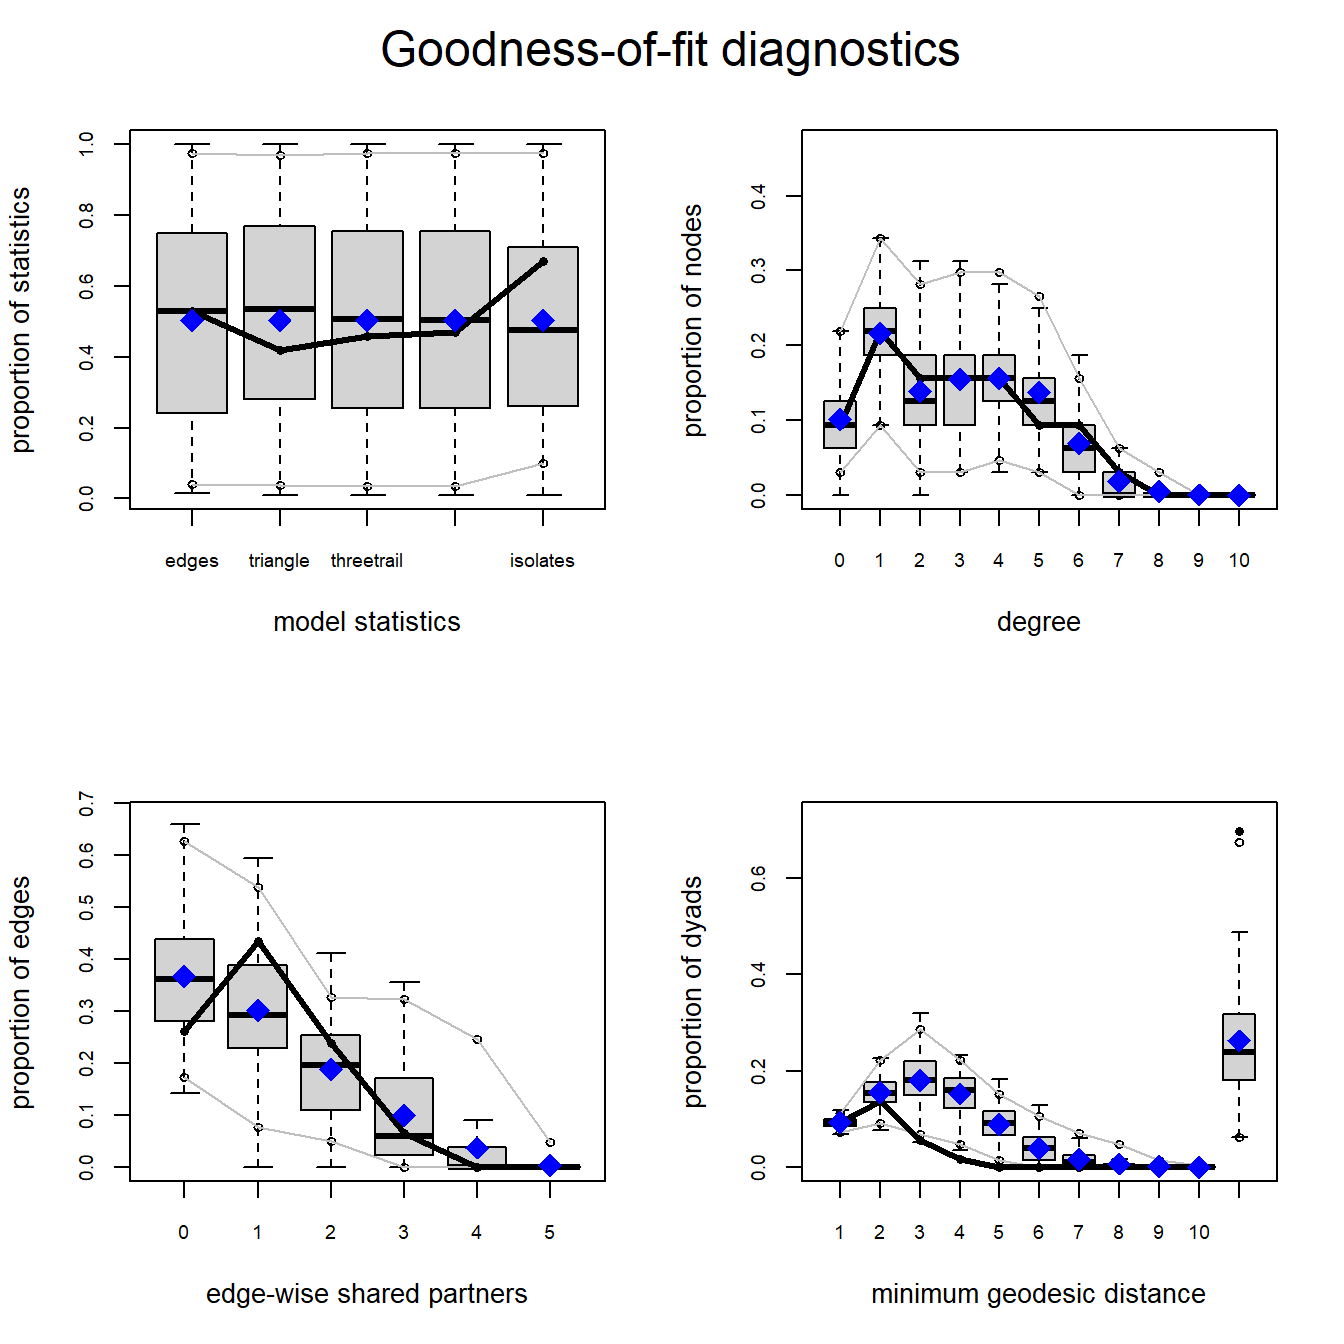 Goodness-of-fit diagnostics
proportion of statistics
0.0 0.2 0.4 0.6 0.8 1.0
edges triangle threetrail isolates
model statistics
proportion of nodes
0.0 0.1 0.2 0.3 0.4
0 1 2 3 4 5 6 7 8 9 10
degree
proportion of edges
0.0 0.1 0.2 0.3 0.4 0.5 0.6 0.7
0 1 2 3 4 5
edge-wise shared partners
proportion of dyads
0.0 0.2 0.4 0.6
1 2 3 4 5 6 7 8 9 10
minimum geodesic distance